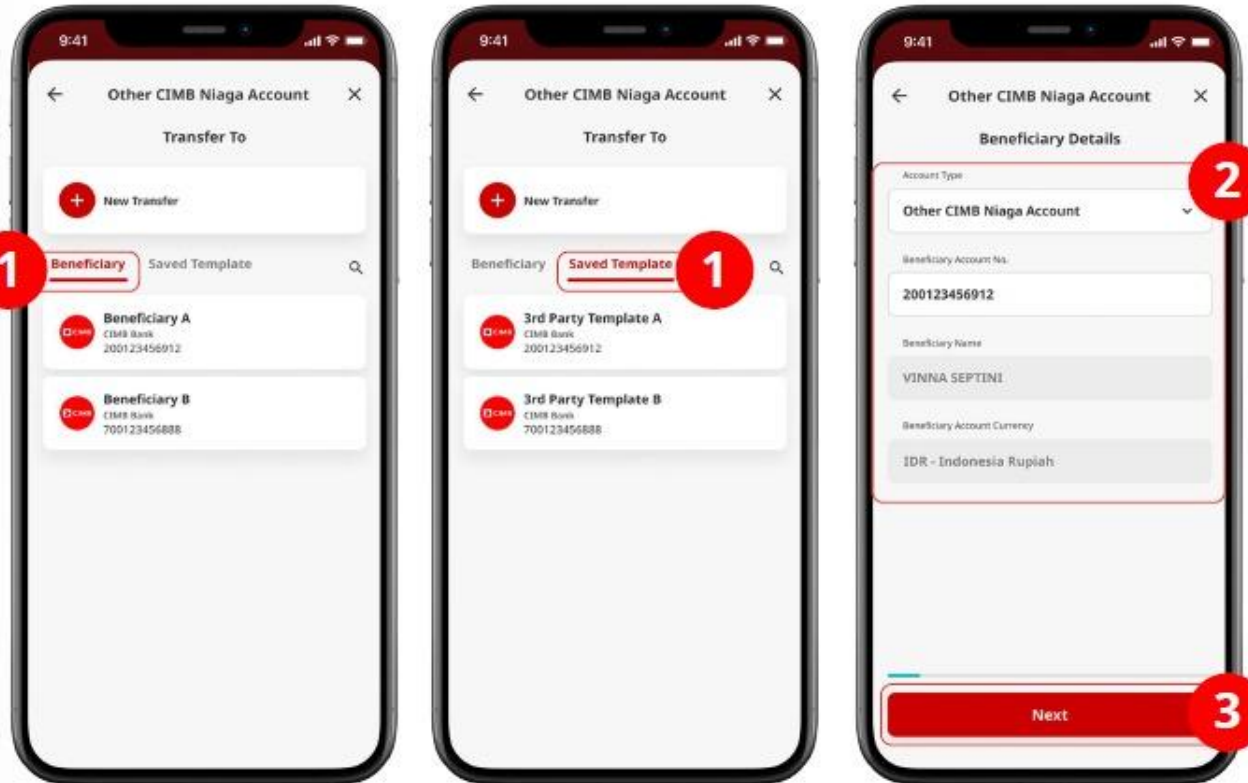 9:41
Other CIMB Niaga Account
Transfer To
New Transfer
1
Beneficiary
Saved Template
Beneficiary A
CIMB Bank
200123456912
CIMB
Beneficiary B
CIMB Bank
700123456888
CIMB
9:41
Other CIMB Niaga Account
Transfer To
New Transfer
Beneficiary
Saved Template
1
3rd Party Template A
CIMB Bank
200123456912
CIMB
3rd Party Template B
CIMB Bank
700123456888
CIMB
9:41
Other CIMB Niaga Account
Beneficiary Details
2
Account Type
Other CIMB Niaga Account
Beneficiary Account No.
200123456912
Beneficiary Name
VINNA SEPTINI
Beneficiary Account Currency
IDR - Indonesia Rupiah
Next
3